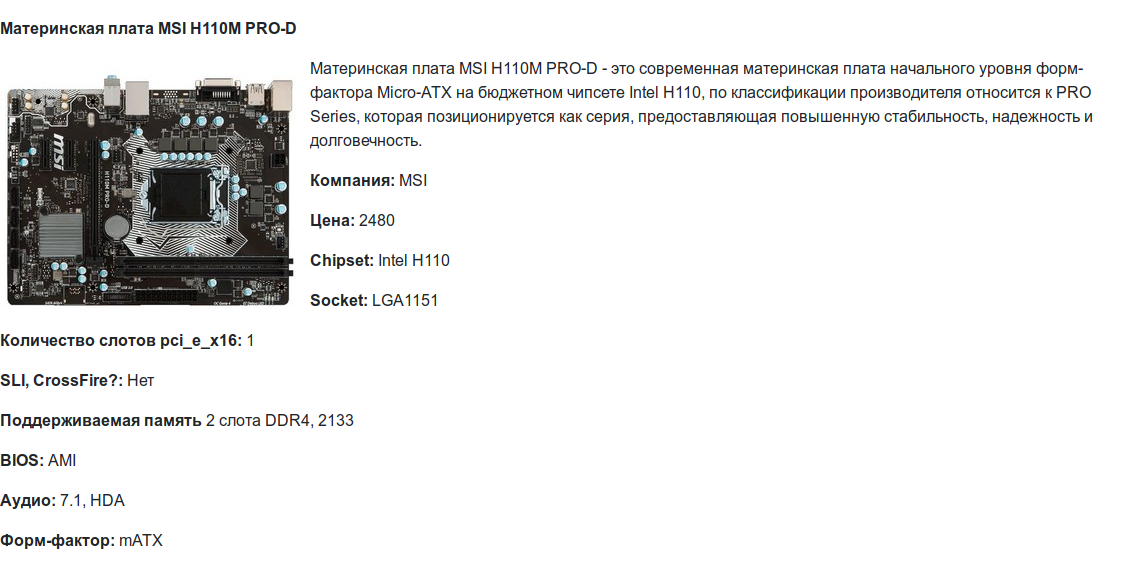 Материнская плата MSI H110M PRO-D
Материнская плата MSI H110M PRO-D - это современная материнская плата начального уровня форм-
фактора Micro-ATX на бюджетном чипсете Intel H110, по классификации производителя относится к PRO
Series, которая позиционируется как серия, предоставляющая повышенную стабильность, надежность и
долговечность.
msi
H110M PRO-D
Компания: MSI
Цена: 2480
Chipset: Intel H110
Socket: LGA1151
Количество слотов pci_e_x16: 1
SLI, CrossFire?: Нет
Поддерживаемая память 2 слота DDR4, 2133
BIOS: AMI
Аудио: 7.1, HDA
Форм-фактор: mATX